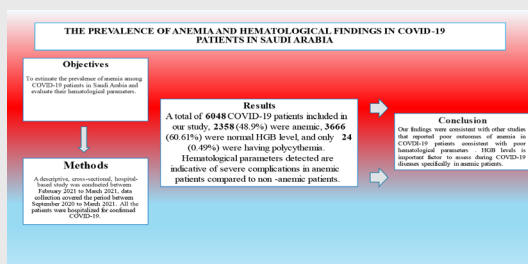 THE PREVALENCE OF ANEMIA AND HEMATOLOGICAL FINDINGS IN COVID-19
PATIENTS IN SAUDI ARABIA
Objectives
To estimate the prevalence of anemia among
COVID-19 patients in Saudi Arabia and
evaluate their hematological parameters.
Methods
A descriptive, cross-sectional, hospital-
based study was conducted between
February 2021 to March 2021, data
collection covered the period between
September 2020 to March 2021. All the
patients were hospitalized for confirmed
COVID-19.
Results
A total of 6048 COVID-19 patients included in
our study, 2358 (48.9%) were anemic, 3666
(60.61%) were normal HGB level, and only 24
(0.49%) were having polycythemia.
Hematological parameters detected are
indicative of severe complications in anemic
patients compared to non -anemic patients.
Conclusion
Our findings were consistent with other studies
that reported poor outcomes of anemia in
COVDI-19 patients consistent with poor
hematological parameters . HGB levels is
important factor to assess during COVID-19
diseases specifically in anemic patients.